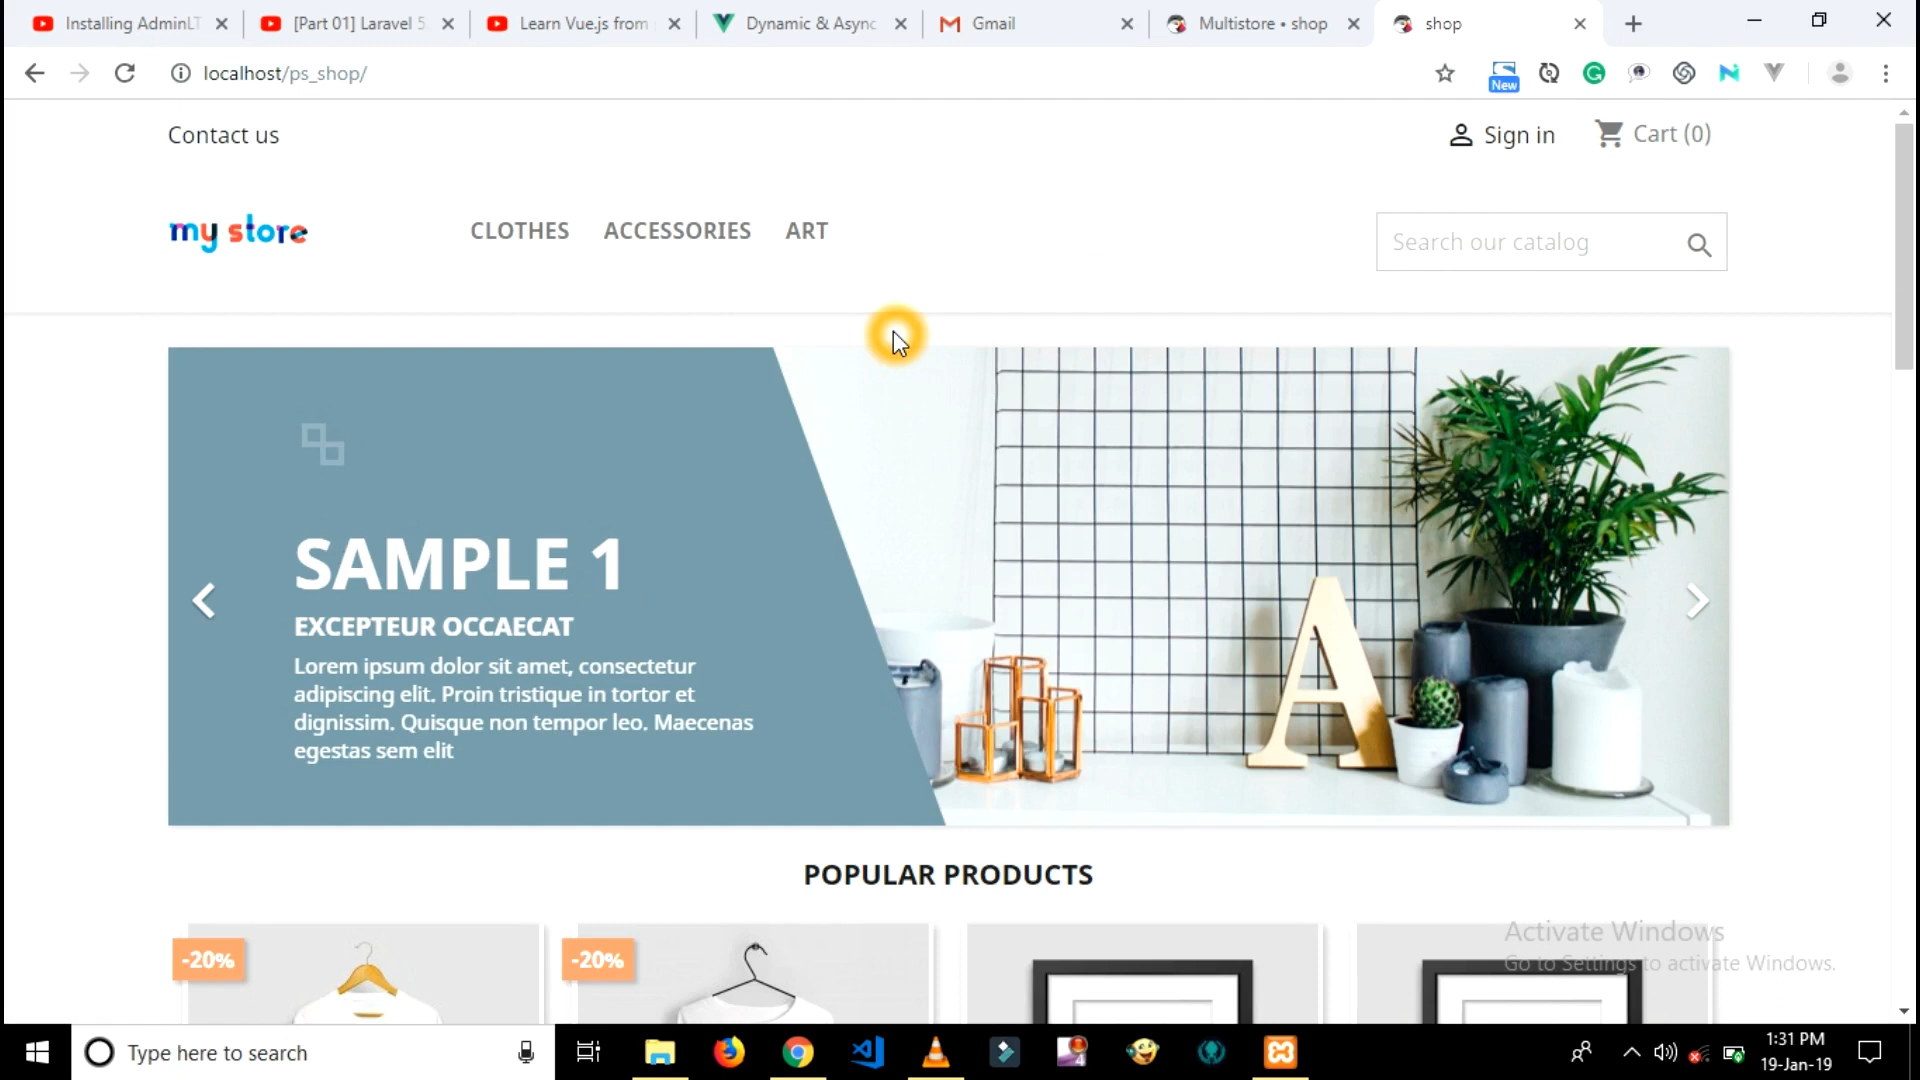 Installing AdminLT
[Part 01] Laravel 5.
Learn Vue.js from
Dynamic & Async
Gmail
Multistore • shop
shop
localhost/ps_shop/
New
Contact us
Sign in
Cart (0)
my store
CLOTHES
ACCESSORIES
ART
Search our catalog
SAMPLE 1
EXCEPTEUR OCCAECAT
Lorem ipsum dolor sit amet, consectetur
adipiscing elit. Proin tristique in tortor et
dignissim. Quisque non tempor leo. Maecenas
egestas sem elit
POPULAR PRODUCTS
-20%
-20%
Activate Windows
Go to Settings to activate Windows.
Type here to search
1:31 PM
19-Jan-19